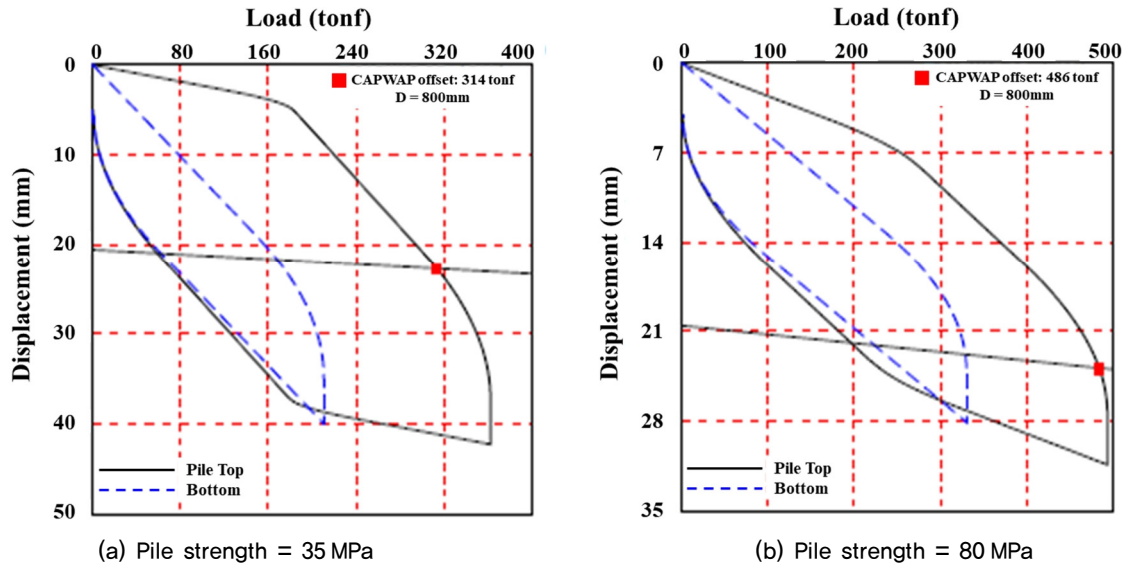 Load (tonf)
0 80 160 240 320 400
CAPWAP offset: 314 tonf
D = 800mm
Displacement (mm)
0
10
20
30
40
50
Pile Top
Bottom
(a) Pile strength = 35 MPa
Load (tonf)
0 100 200 300 400 500
CAPWAP offset: 486 tonf
D = 800mm
Displacement (mm)
0
7
14
21
28
35
Pile Top
Bottom
(b) Pile strength = 80 MPa